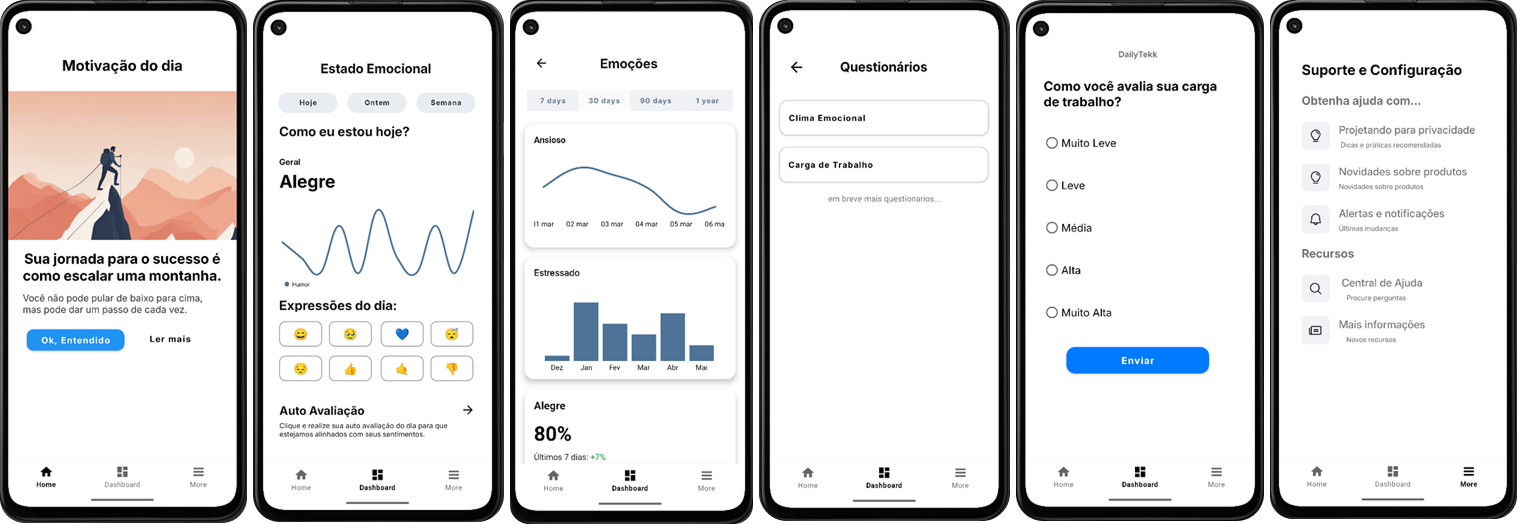 Motivação do dia
Sua jornada para o sucesso é
como escalar uma montanha.
Você não pode pular de baixo para cima,
mas pode dar um passo de cada vez.
Ok, Entendido
Ler mais
Home
Dashboard
More
Estado Emocional
Hoje
Ontem
Semana
Como eu estou hoje?
Geral
Alegre
Humor
Expressões do dia:
Auto Avaliação
Clique e realize sua auto avaliação do dia para que
estejamos alinhados com seus sentimentos.
Home
Dashboard
More
Emoções
7 days
30 days
90 days
1 year
Ansioso
01 mar
02 mar
03 mar
04 mar
05 mar
06 ma
Estressado
Dez
Jan
Fev
Mar
Abr
Mai
Alegre
80%
Últimos 7 dias: +7%
Home
Dashboard
More
Questionários
Clima Emocional
Carga de Trabalho
em breve mais questionarios...
Home
Dashboard
More
DailyTekk
Como você avalia sua carga
de trabalho?
Muito Leve
Leve
Média
Alta
Muito Alta
Enviar
Home
Dashboard
More
Suporte e Configuração
Obtenha ajuda com...
Projetando para privacidade
Dicas e práticas recomendadas
Novidades sobre produtos
Novidades sobre produtos
Alertas e notificações
Últimas mudanças
Recursos
Central de Ajuda
Procure perguntas
Mais informações
Novos recursos
Home
Dashboard
More